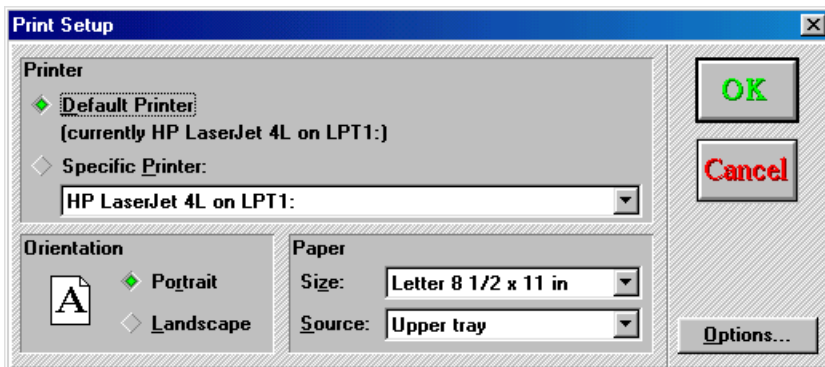 Print Setup
Printer
Default Printer
(currently HP LaserJet 4L on LPT1:)
Specific Printer:
HP LaserJet 4L on LPT1:
OK
Cancel
Orientation
A
Portrait
Landscape
Paper
Size: Letter 8 1/2 x 11 in
Source: Upper tray
Options...